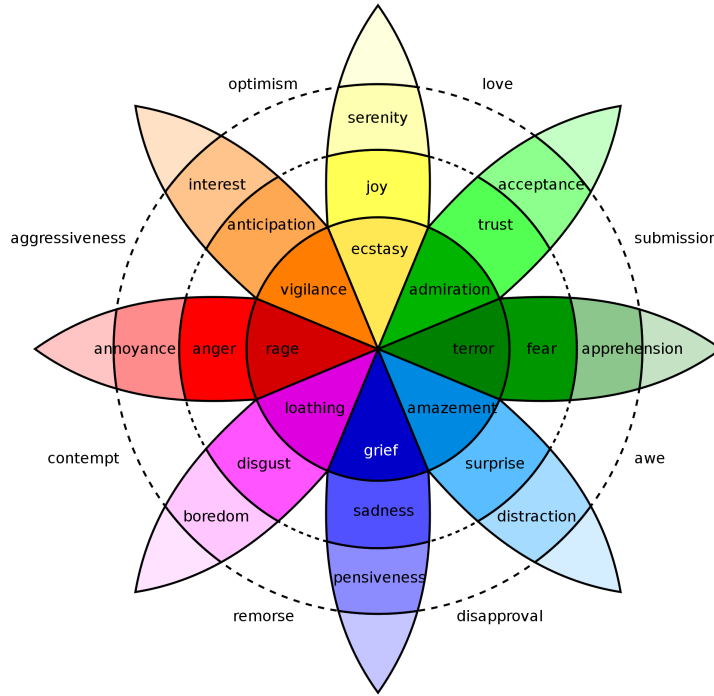 optimism
love
serenity
interest
joy
acceptance
anticipation
trust
aggressiveness
ecstasy
submission
vigilance
admiration
annoyance
anger
rage
terror
fear
apprehension
loathing
amazement
contempt
disgust
grief
surprise
awe
boredom
sadness
distraction
pensiveness
remorse
disapproval